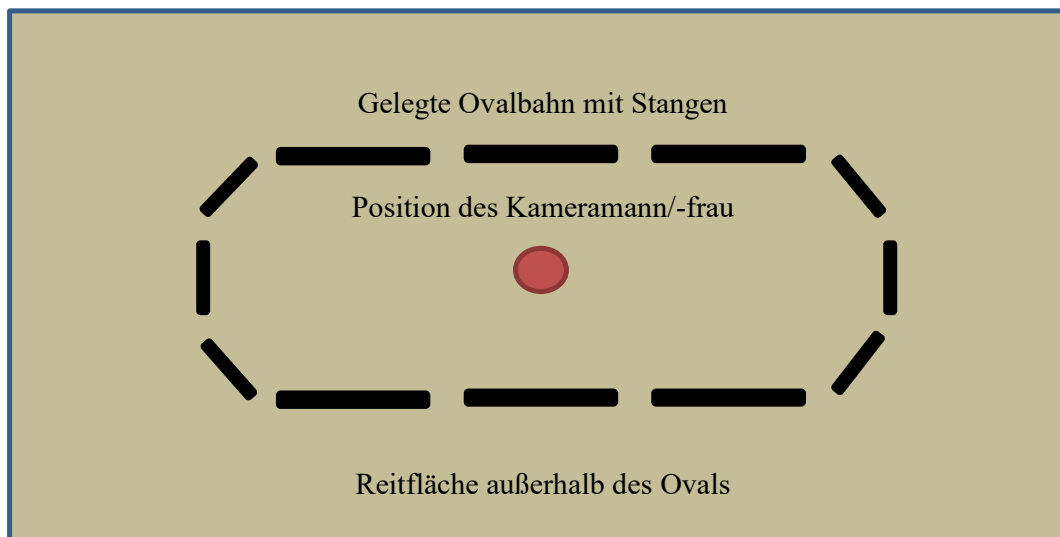 Gelegte Ovalbahn mit Stangen
Position des Kameramann/-frau
Reitfläche außerhalb des Ovals